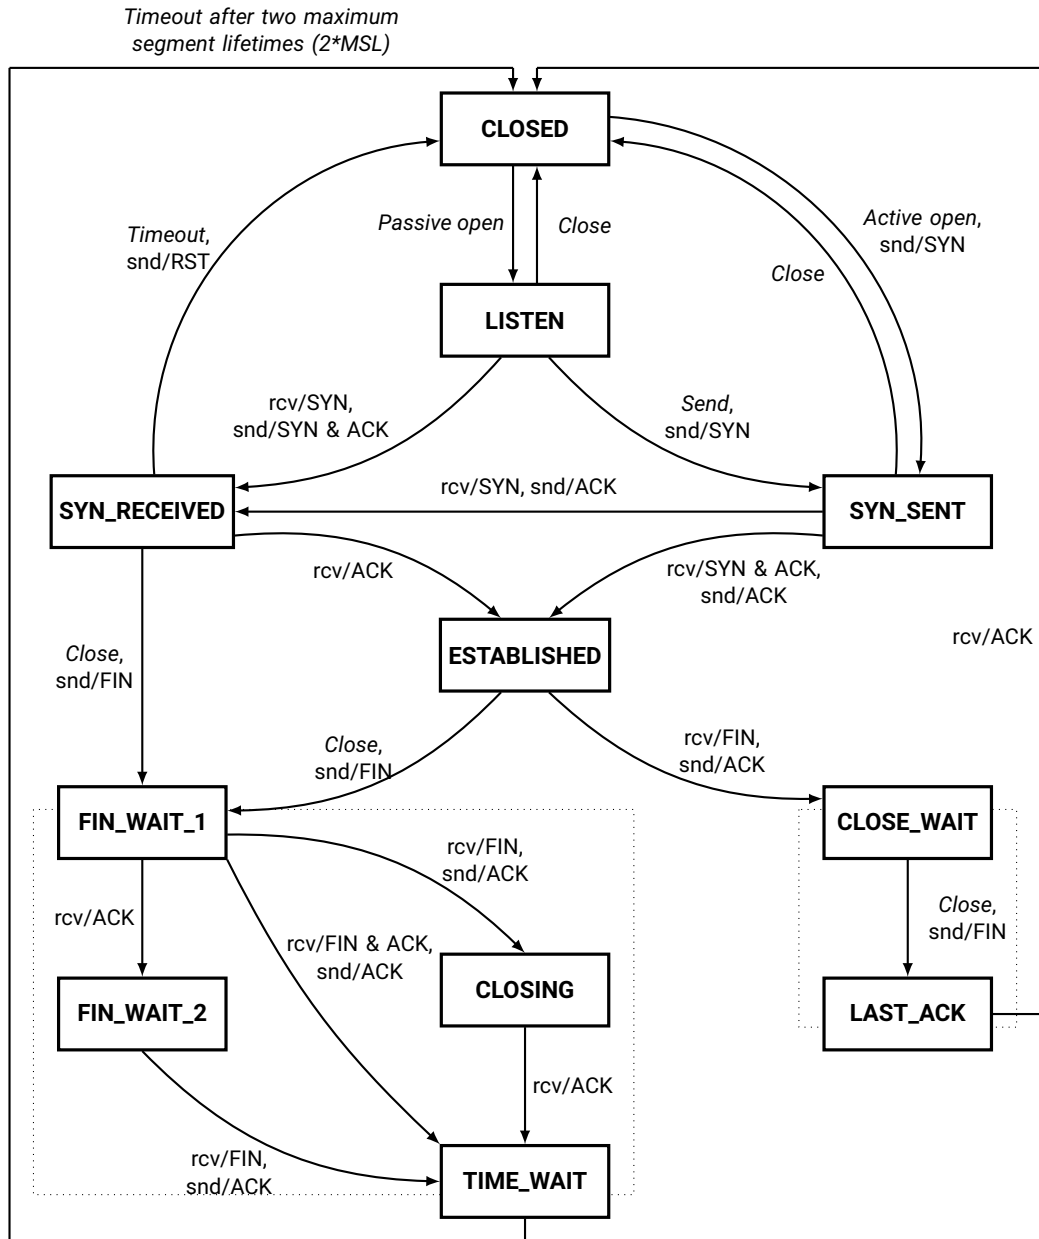 Timeout after two maximum
segment lifetimes (2*MSL)
CLOSED
Timeout,
snd/RST
Passive open
Close
Active open,
snd/SYN
Close
LISTEN
rcv/SYN,
snd/SYN & ACK
Send,
snd/SYN
SYN_RECEIVED
rcv/SYN, snd/ACK
SYN_SENT
rcv/ACK
rcv/SYN & ACK,
snd/ACK
Close,
snd/FIN
ESTABLISHED
rcv/ACK
Close,
snd/FIN
rcv/FIN,
snd/ACK
FIN_WAIT_1
CLOSE_WAIT
rcv/FIN,
snd/ACK
rcv/ACK
rcv/FIN & ACK,
snd/ACK
Close,
snd/FIN
FIN_WAIT_2
CLOSING
LAST_ACK
rcv/ACK
rcv/FIN,
snd/ACK
TIME_WAIT